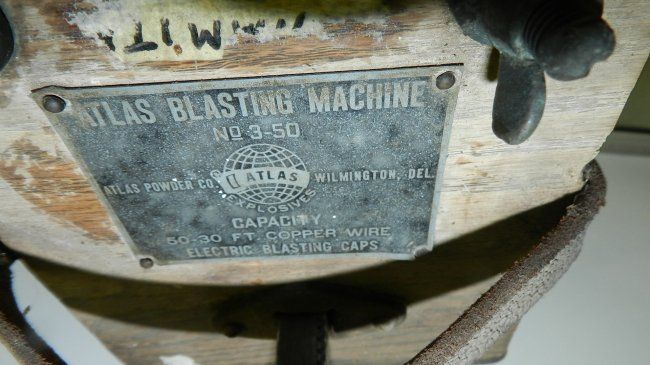 ATLAS BLASTING MACHINE
NO 3-50
ATLAS POWDER CO. ATLAS WILMINGTON, DEL.
EXPLOSIVES
CAPACITY
50-30 FT. COPPER WIRE
ELECTRIC BLASTING CAPS